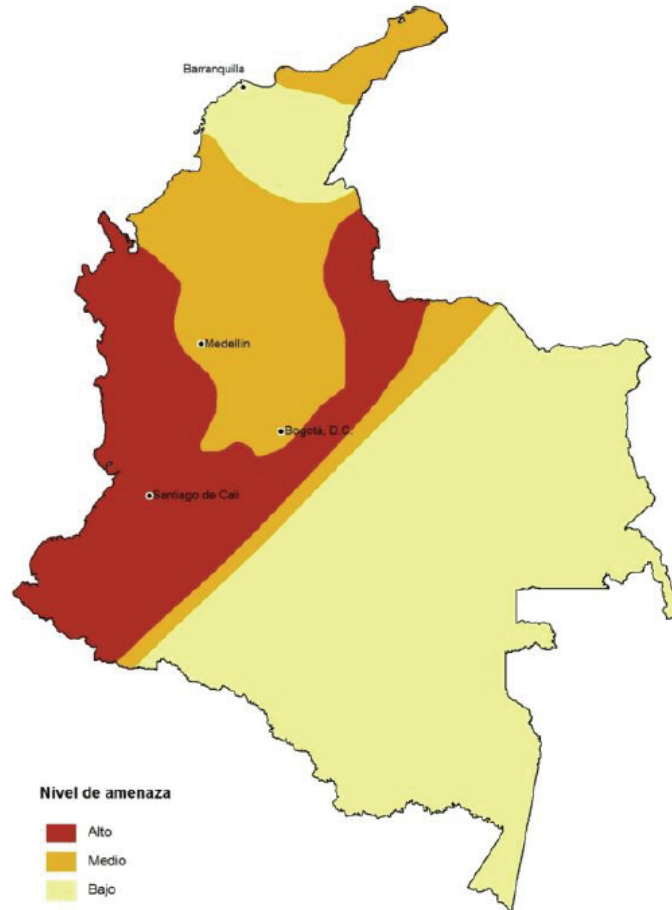 Barranquilla
Medellín
Bogotá, D.C.
Santiago de Cali
Nivel de amenaza
Alto
Medio
Bajo